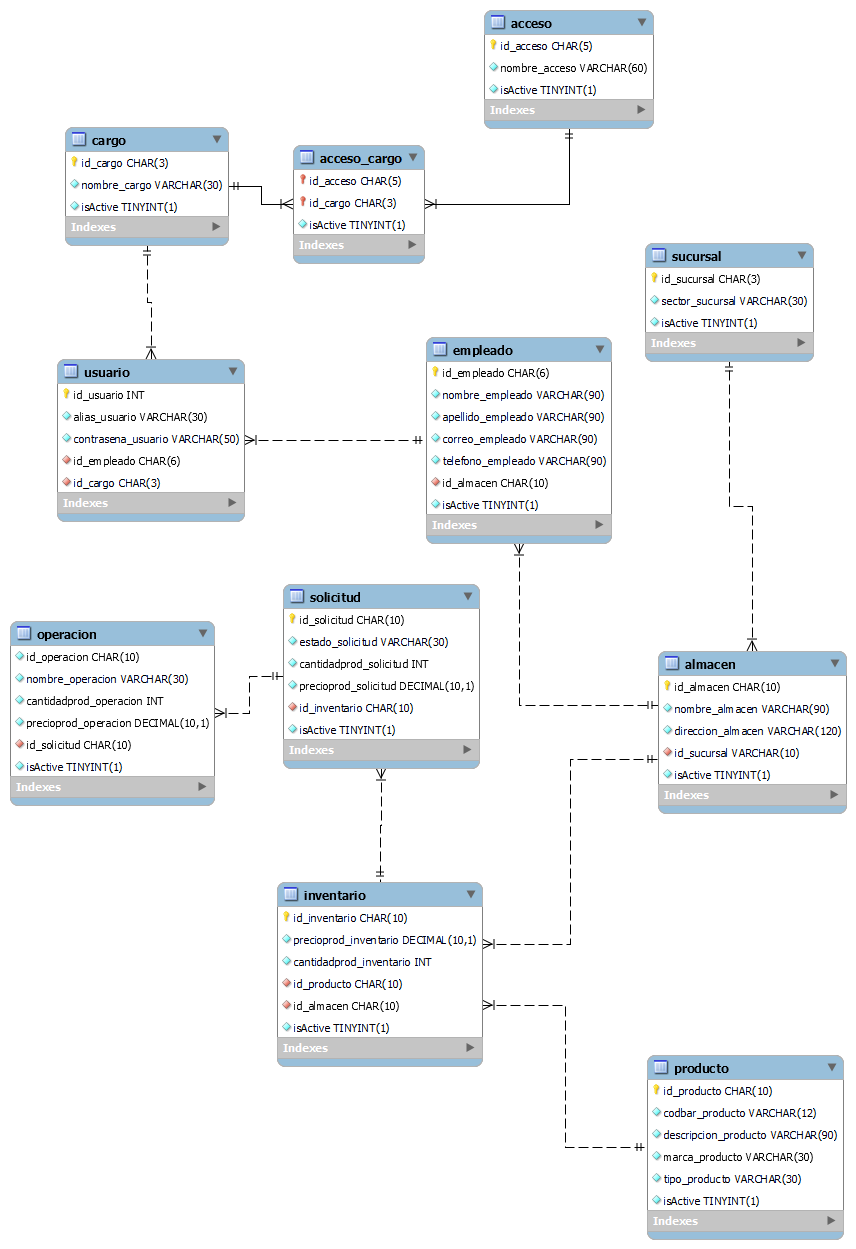 acceso
id_acceso CHAR(5)
nombre_acceso VARCHAR(60)
isActive TINYINT(1)
Indexes
cargo
id_cargo CHAR(3)
nombre_cargo VARCHAR(30)
isActive TINYINT(1)
Indexes
acceso_cargo
id_acceso CHAR(5)
id_cargo CHAR(3)
isActive TINYINT(1)
Indexes
sucursal
id_sucursal CHAR(3)
sector_sucursal VARCHAR(30)
isActive TINYINT(1)
Indexes
usuario
id_usuario INT
alias_usuario VARCHAR(30)
contrasena_usuario VARCHAR(50)
id_empleado CHAR(6)
id_cargo CHAR(3)
Indexes
empleado
id_empleado CHAR(6)
nombre_empleado VARCHAR(90)
apellido_empleado VARCHAR(90)
correo_empleado VARCHAR(90)
telefono_empleado VARCHAR(90)
id_almacen CHAR(10)
isActive TINYINT(1)
Indexes
operacion
id_operacion CHAR(10)
nombre_operacion VARCHAR(30)
cantidadprod_operacion INT
precioprod_operacion DECIMAL(10,1)
id_solicitud CHAR(10)
isActive TINYINT(1)
Indexes
solicitud
id_solicitud CHAR(10)
estado_solicitud VARCHAR(30)
cantidadprod_solicitud INT
precioprod_solicitud DECIMAL(10,1)
id_inventario CHAR(10)
isActive TINYINT(1)
Indexes
almacen
id_almacen CHAR(10)
nombre_almacen VARCHAR(90)
direccion_almacen VARCHAR(120)
id_sucursal VARCHAR(10)
isActive TINYINT(1)
Indexes
inventario
id_inventario CHAR(10)
precioprod_inventario DECIMAL(10,1)
cantidadprod_inventario INT
id_producto CHAR(10)
id_almacen CHAR(10)
isActive TINYINT(1)
Indexes
producto
id_producto CHAR(10)
codbar_producto VARCHAR(12)
descripcion_producto VARCHAR(90)
marca_producto VARCHAR(30)
tipo_producto VARCHAR(30)
isActive TINYINT(1)
Indexes